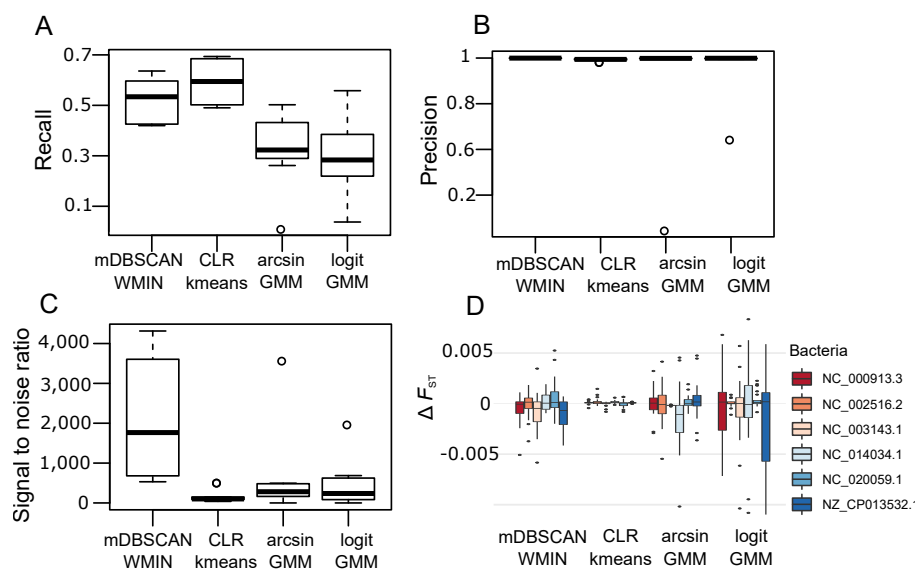 A
Recall
0.7
0.5
0.3
0.1
mDBSCAN
WMIN
CLR
kmeans
arcsin
GMM
logit
GMM
B
Precision
1
0.6
0.2
mDBSCAN
WMIN
CLR
kmeans
arcsin
GMM
logit
GMM
C
Signal to noise ratio
4,000
3,000
2,000
1,000
0
mDBSCAN
WMIN
CLR
kmeans
arcsin
GMM
logit
GMM
D
Δ FST
0.005
0
-0.005
mDBSCAN
WMIN
CLR
kmeans
arcsin
GMM
logit
GMM
Bacteria
NC_000913.3
NC_002516.2
NC_003143.1
NC_014034.1
NC_020059.1
NZ_CP013532.1